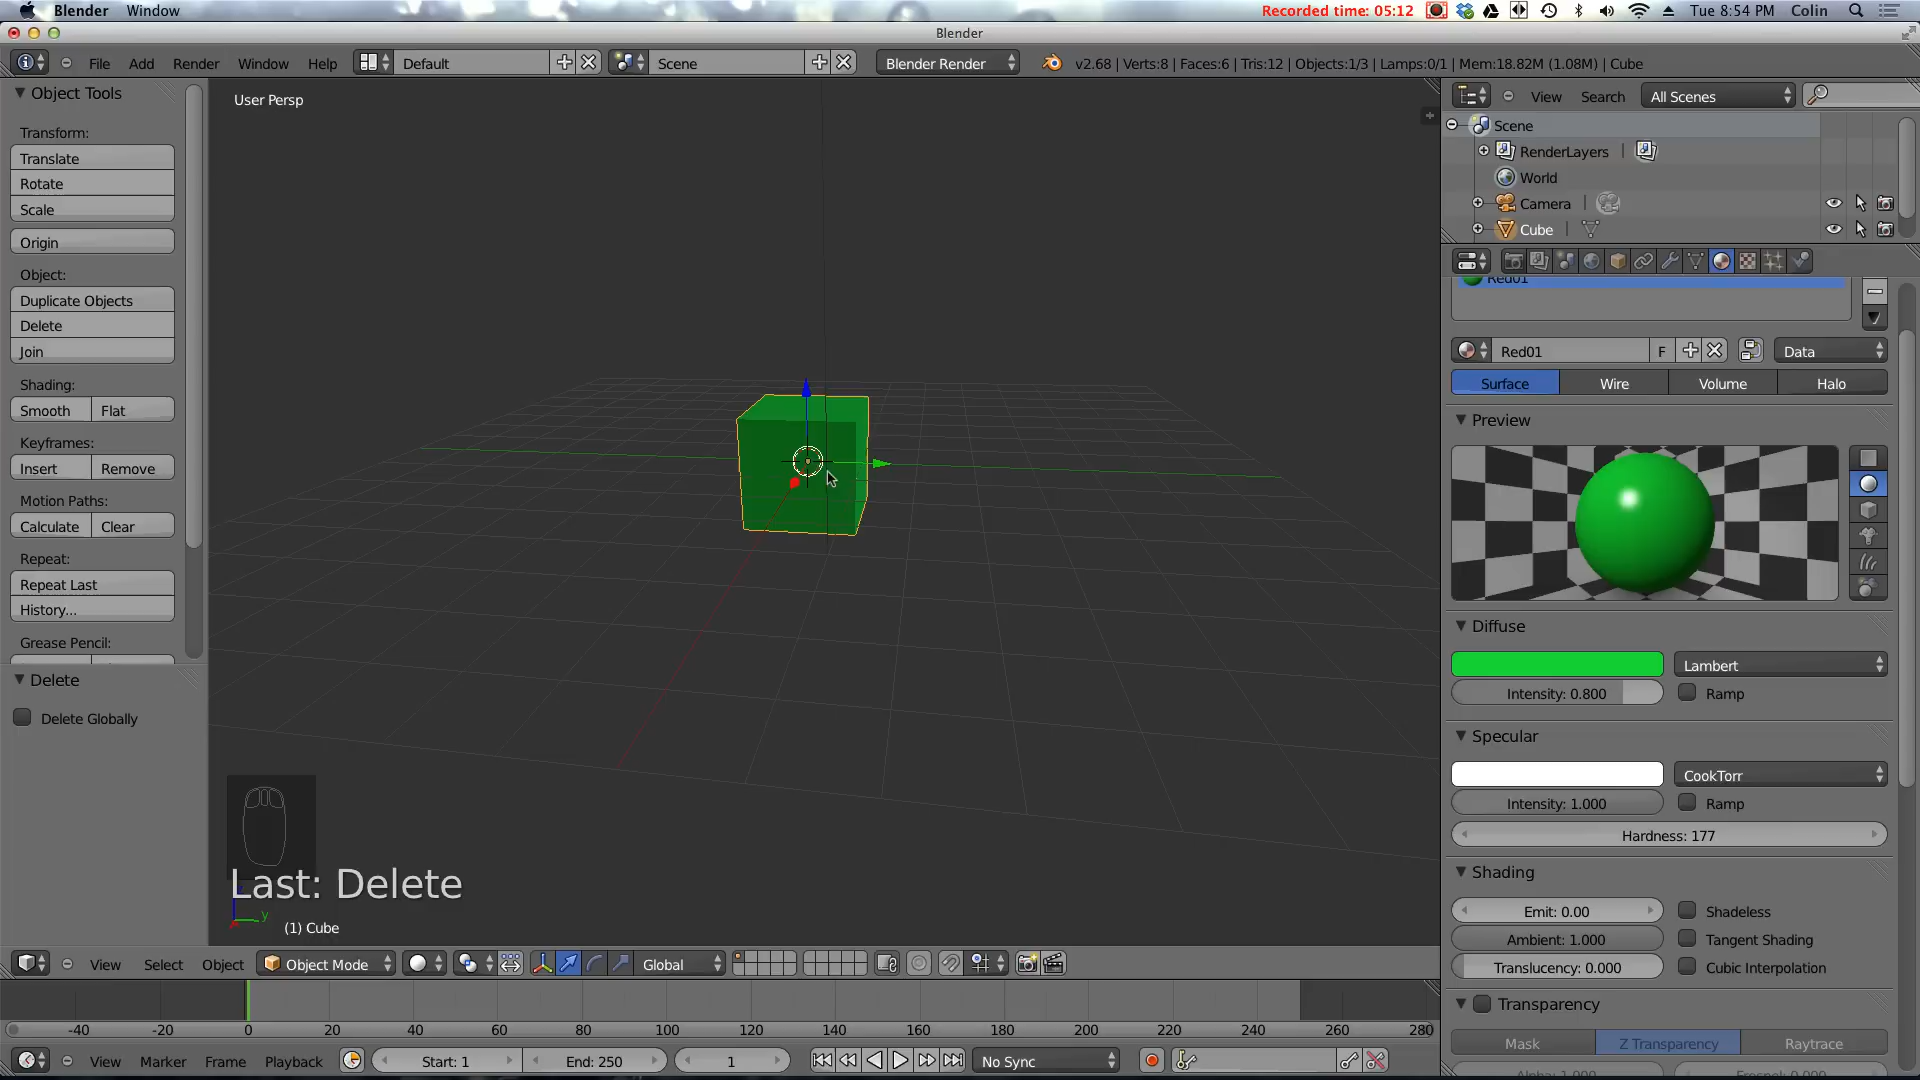 Blender Window
Recorded time: 05:12
Tue 8:54 PM Colin
Blender
File Add Render Window Help
Default
Scene
Blender Render
v2.68 | Verts:8 | Faces:6 | Tris:12 | Objects:1/3 | Lamps:0/1 | Mem:18.82M (1.08M) | Cube
Object Tools
Transform:
Translate
Rotate
Scale
Origin
Object:
Duplicate Objects
Delete
Join
Shading:
Smooth Flat
Keyframes:
Insert Remove
Motion Paths:
Calculate Clear
Repeat:
Repeat Last
History...
Grease Pencil:
Delete
Delete Globally
User Persp
Last: Delete
y
(1) Cube
View Select Object
Object Mode
Global
-40 -20 0 20 40 60 80 100 120 140 160 180 200 220 240 260 280
View Marker Frame Playback
Start: 1
End: 250
1
No Sync
View Search
All Scenes
Scene
RenderLayers
World
Camera
Cube
Red01
Red01
F
Data
Surface Wire Volume Halo
Preview
Diffuse
Lambert
Intensity: 0.800
Ramp
Specular
CookTorr
Intensity: 1.000
Ramp
Hardness: 177
Shading
Emit: 0.00
Shadeless
Ambient: 1.000
Tangent Shading
Translucency: 0.000
Cubic Interpolation
Transparency
Mask Z Transparency Raytrace
Alpha: 1.000
Fresnel: 0.000